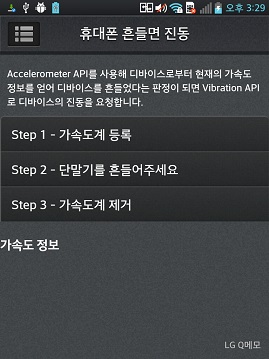 오후 3:29
휴대폰 흔들면 진동
Accelerometer API를 사용해 디바이스로부터 현재의 가속도
정보를 얻어 디바이스를 흔들었다는 판정이 되면 Vibration API
로 디바이스의 진동을 요청합니다.
Step 1 - 가속도계 등록
Step 2 - 단말기를 흔들어주세요
Step 3 - 가속도계 제거
가속도 정보
LG Q메모